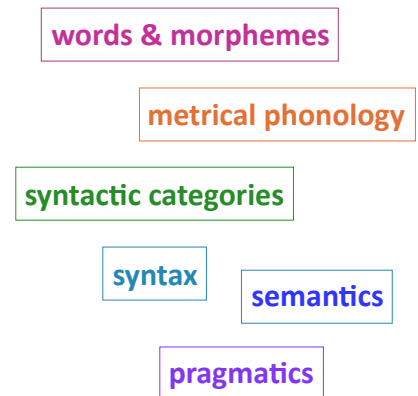 words & morphemes
metrical phonology
syntactic categories
syntax
semantics
pragmatics